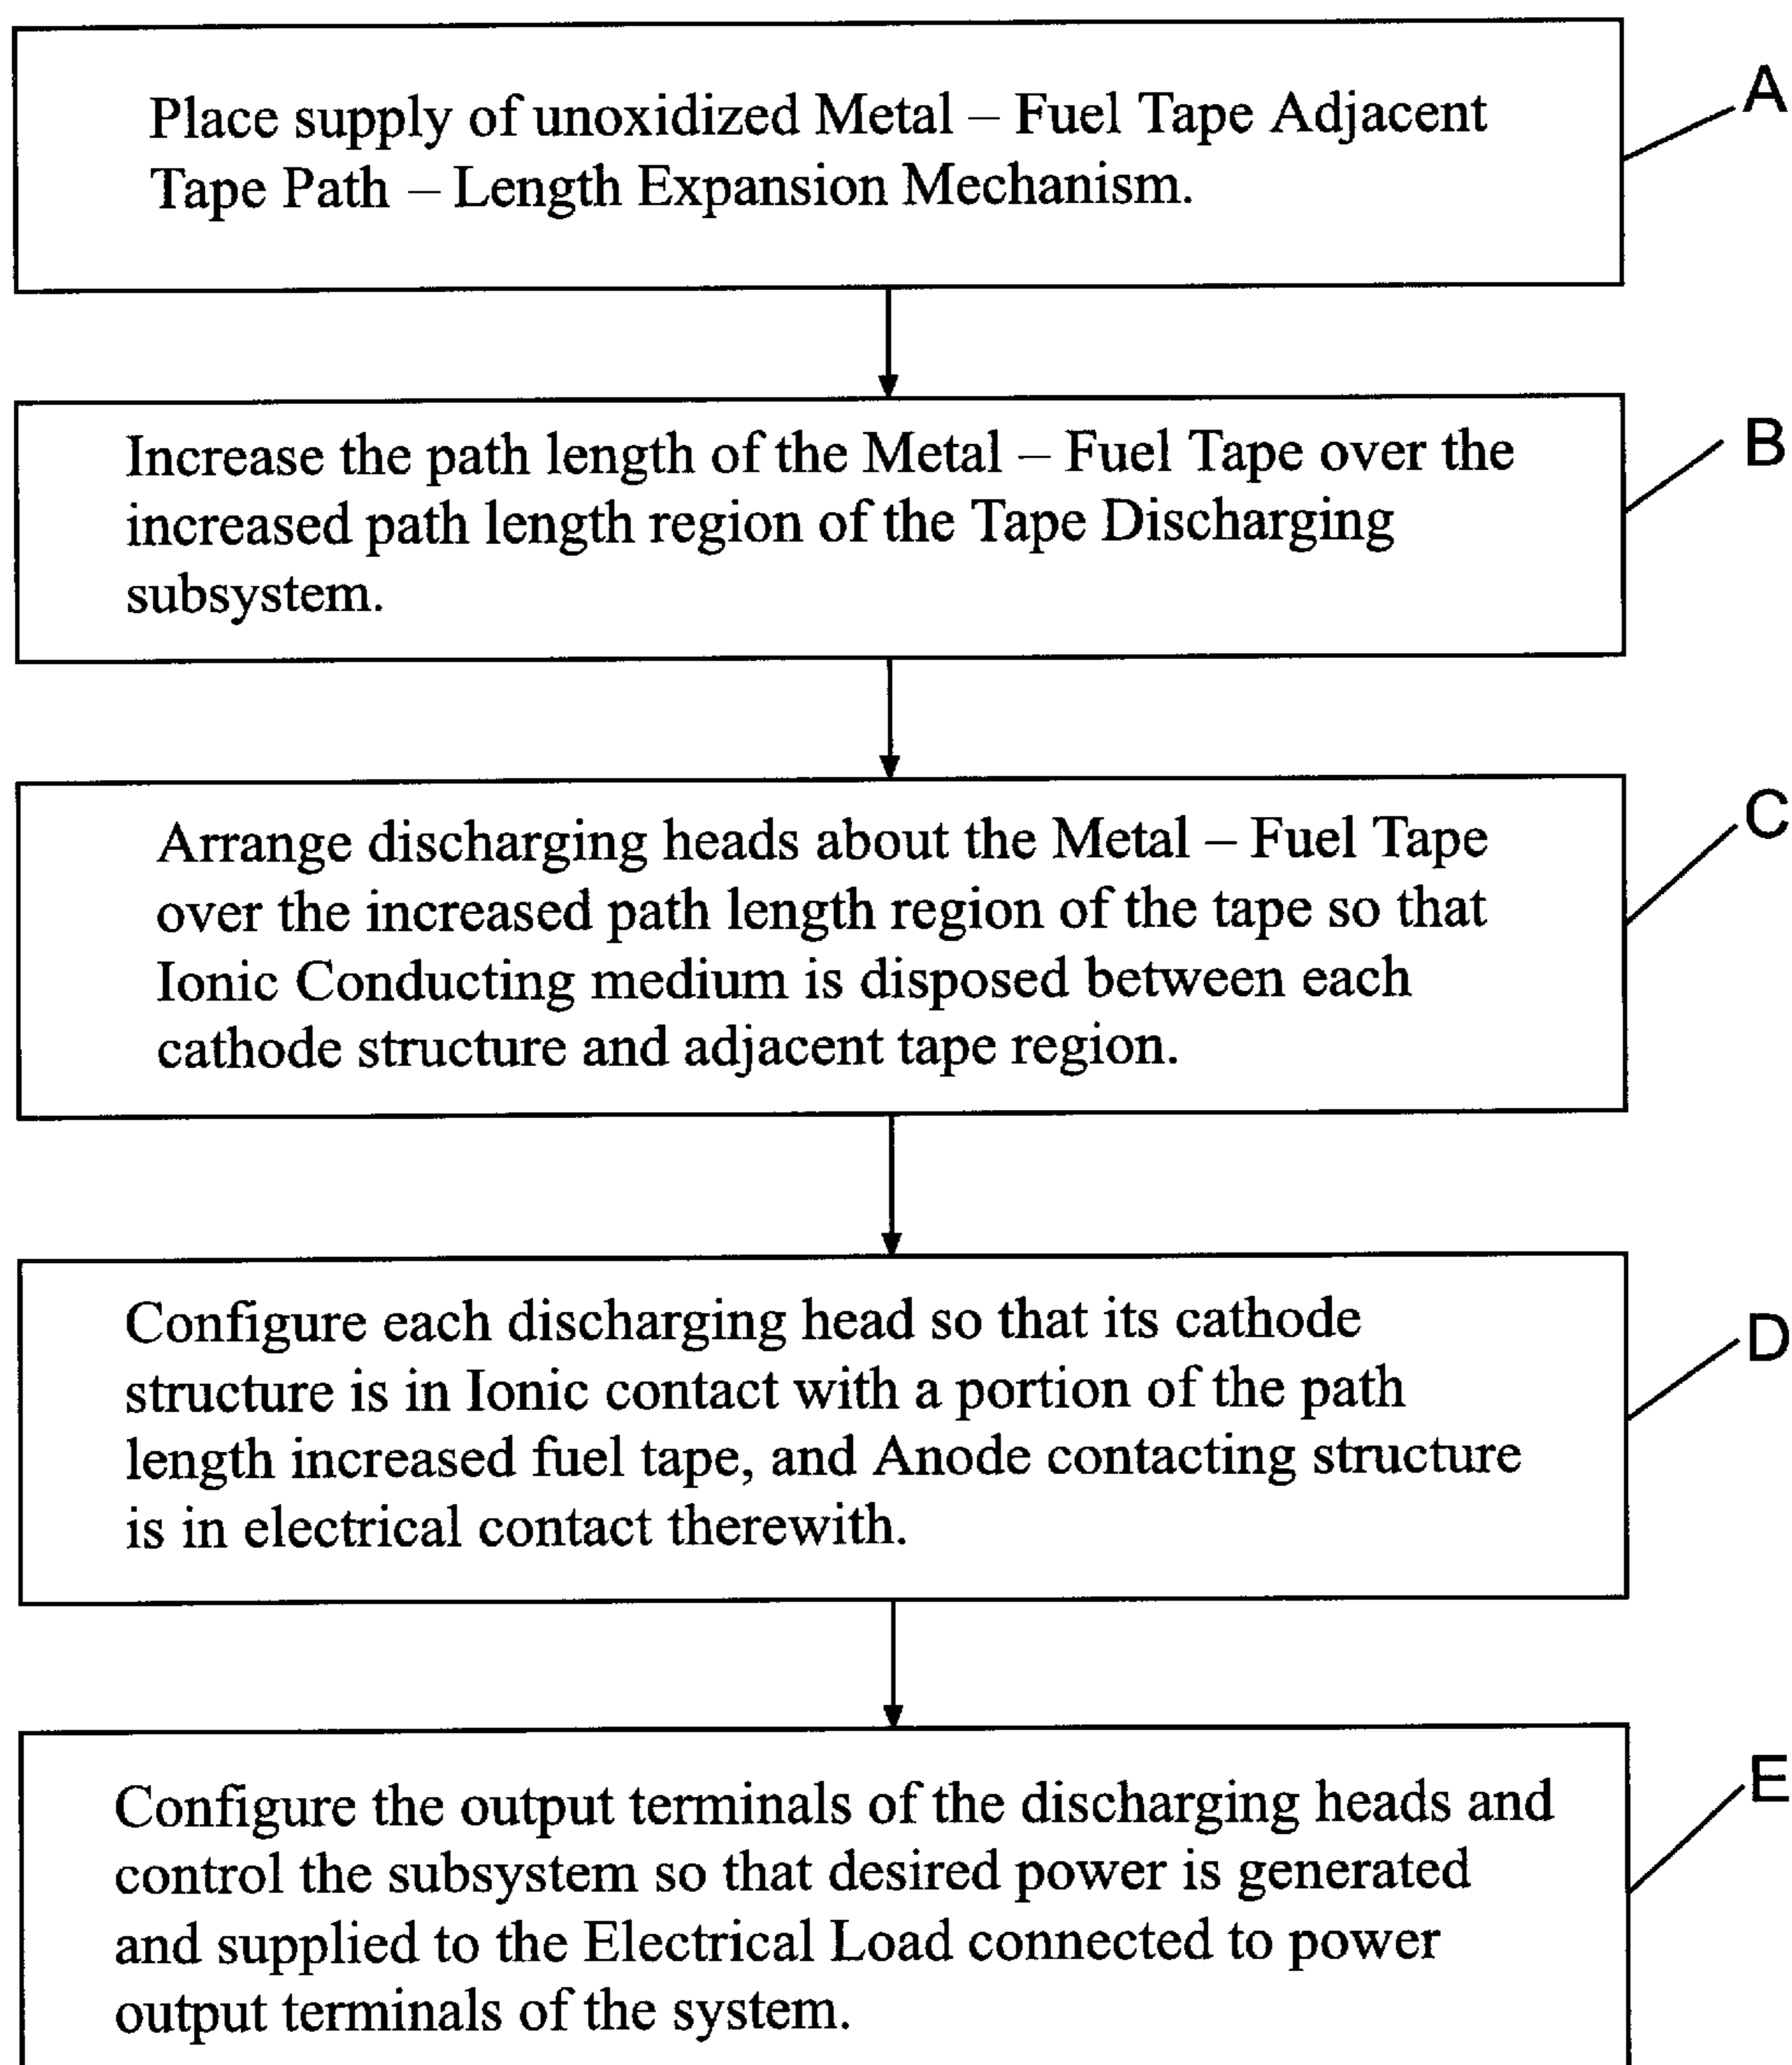 Place supply of unoxidized Metal – Fuel Tape Adjacent
Tape Path – Length Expansion Mechanism.
A
Increase the path length of the Metal – Fuel Tape over the
increased path length region of the Tape Discharging
subsystem.
B
Arrange discharging heads about the Metal – Fuel Tape
over the increased path length region of the tape so that
Ionic Conducting medium is disposed between each
cathode structure and adjacent tape region.
C
Configure each discharging head so that its cathode
structure is in Ionic contact with a portion of the path
length increased fuel tape, and Anode contacting structure
is in electrical contact therewith.
D
Configure the output terminals of the discharging heads and
control the subsystem so that desired power is generated
and supplied to the Electrical Load connected to power
output terminals of the system.
E